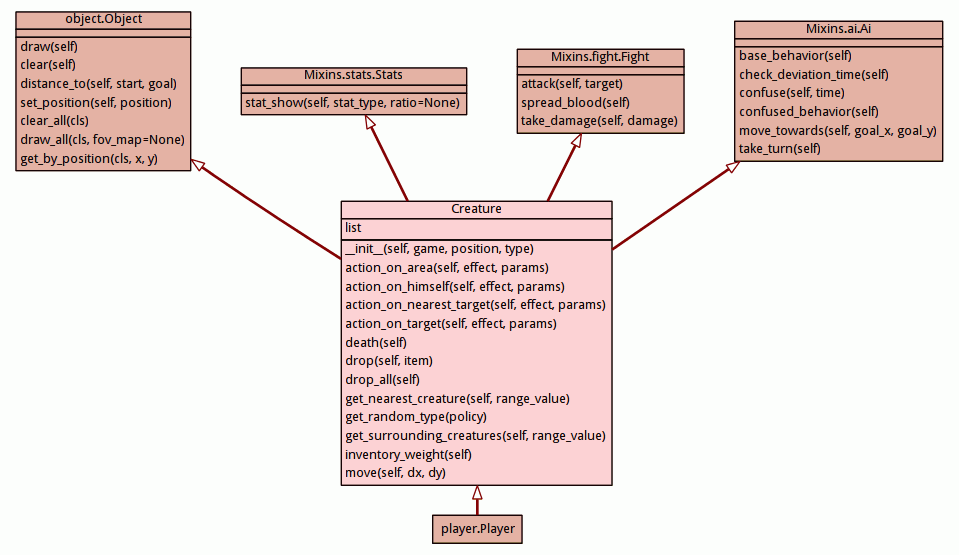 object.Object
draw(self)
clear(self)
distance_to(self, start, goal)
set_position(self, position)
clear_all(cls)
draw_all(cls, fov_map=None)
get_by_position(cls, x, y)
Mixins.stats.Stats
stat_show(self, stat_type, ratio=None)
Mixins.fight.Fight
attack(self, target)
spread_blood(self)
take_damage(self, damage)
Mixins.ai.Ai
base_behavior(self)
check_deviation_time(self)
confuse(self, time)
confused_behavior(self)
move_towards(self, goal_x, goal_y)
take_turn(self)
Creature
list
__init__(self, game, position, type)
action_on_area(self, effect, params)
action_on_himself(self, effect, params)
action_on_nearest_target(self, effect, params)
action_on_target(self, effect, params)
death(self)
drop(self, item)
drop_all(self)
get_nearest_creature(self, range_value)
get_random_type(policy)
get_surrounding_creatures(self, range_value)
inventory_weight(self)
move(self, dx, dy)
player.Player